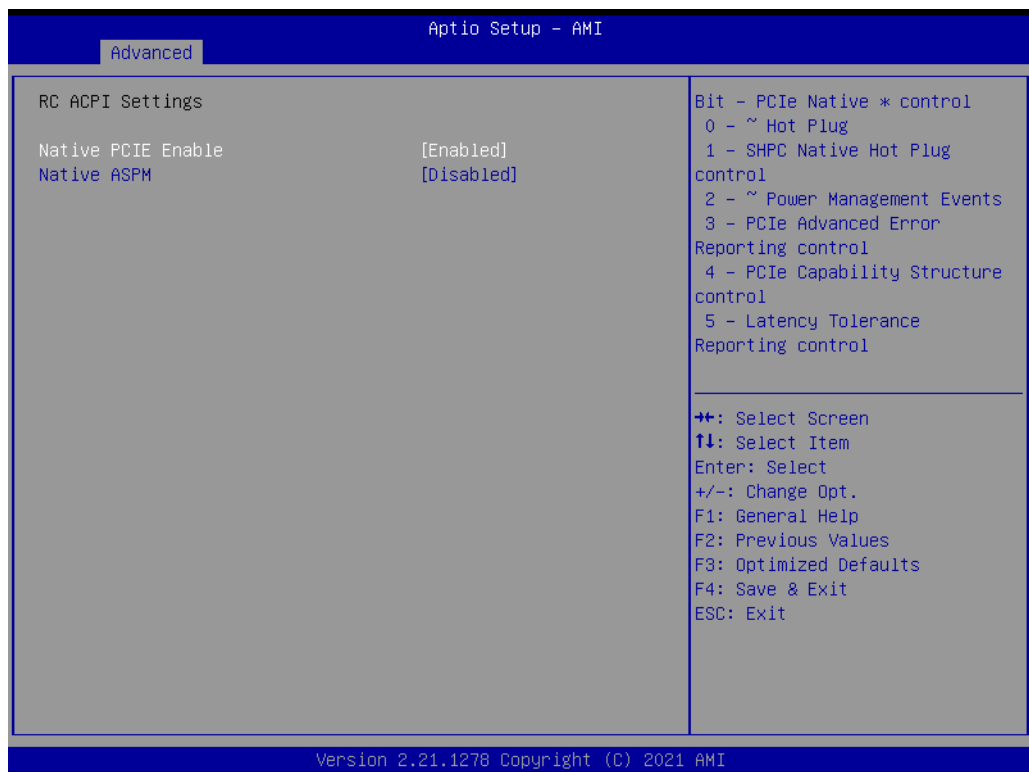 Aptio Setup – AMI
Advanced
RC ACPI Settings
Native PCIE Enable [Enabled]
Native ASPM [Disabled]
Bit – PCIe Native * control
0 – ~ Hot Plug
1 – SHPC Native Hot Plug
control
2 – ~ Power Management Events
3 – PCIe Advanced Error
Reporting control
4 – PCIe Capability Structure
control
5 – Latency Tolerance
Reporting control
→←: Select Screen
↑↓: Select Item
Enter: Select
+/-: Change Opt.
F1: General Help
F2: Previous Values
F3: Optimized Defaults
F4: Save & Exit
ESC: Exit
Version 2.21.1278 Copyright (C) 2021 AMI